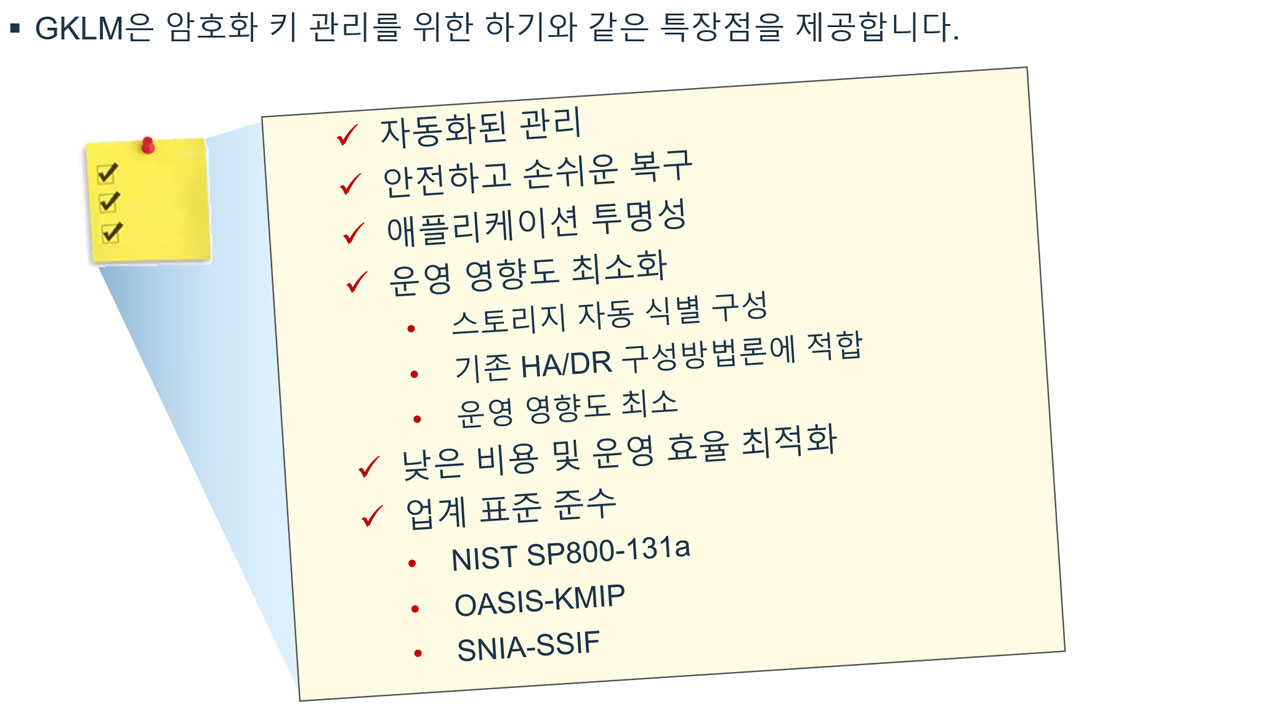 ▪ GKLM은 암호화 키 관리를 위한 하기와 같은 특장점을 제공합니다.
✓ 자동화된 관리
✓ 안전하고 손쉬운 복구
✓ 애플리케이션 투명성
✓ 운영 영향도 최소화
• 스토리지 자동 식별 구성
• 기존 HA/DR 구성방법론에 적합
• 운영 영향도 최소
✓ 낮은 비용 및 운영 효율 최적화
✓ 업계 표준 준수
• NIST SP800-131a
• OASIS-KMIP
• SNIA-SSIF